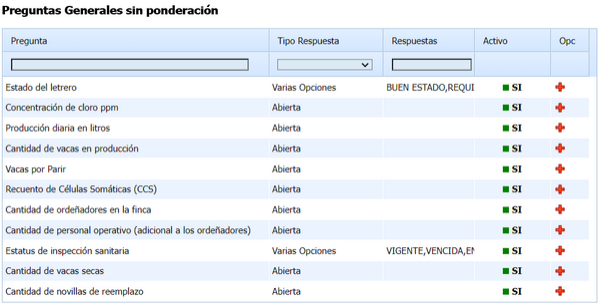 Preguntas Generales sin ponderación
Pregunta Tipo Respuesta Respuestas Activo Opc
Estado del letrero Varias Opciones BUEN ESTADO,REQUI SI
Concentración de cloro ppm Abierta SI
Producción diaria en litros Abierta SI
Cantidad de vacas en producción Abierta SI
Vacas por Parir Abierta SI
Recuento de Células Somáticas (CCS) Abierta SI
Cantidad de ordeñadores en la finca Abierta SI
Cantidad de personal operativo (adicional a los ordeñadores) Abierta SI
Estatus de inspección sanitaria Varias Opciones VIGENTE,VENCIDA,EN SI
Cantidad de vacas secas Abierta SI
Cantidad de novillas de reemplazo Abierta SI